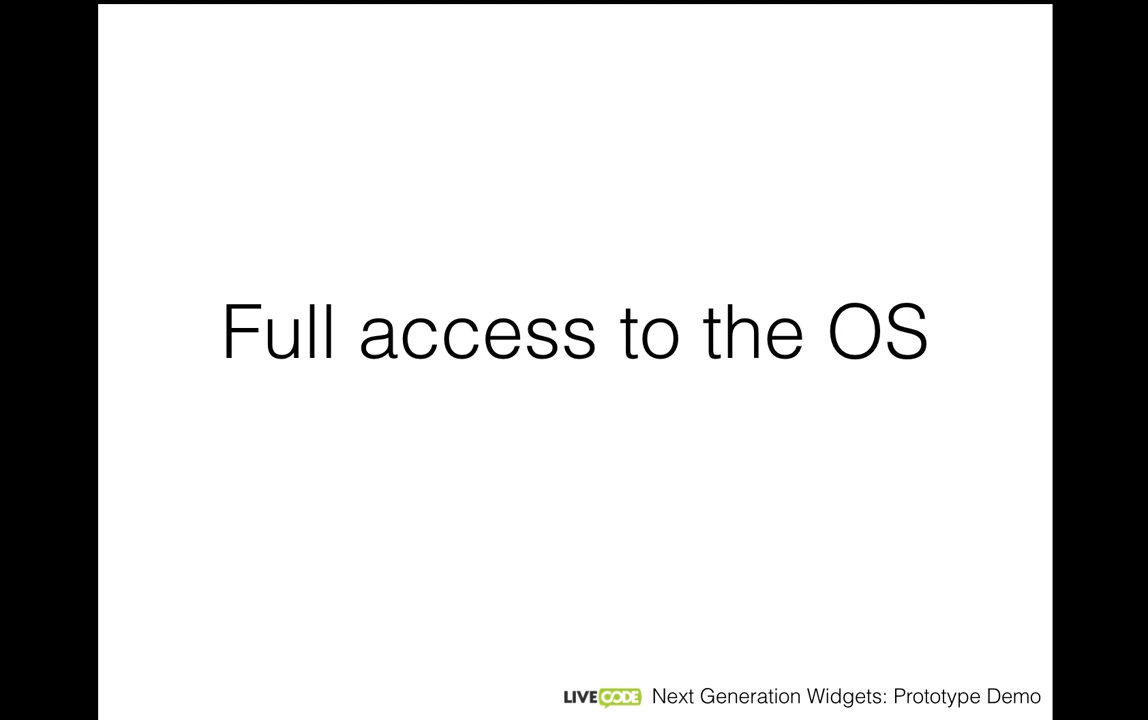 Full access to the OS
LIVECODE Next Generation Widgets: Prototype Demo